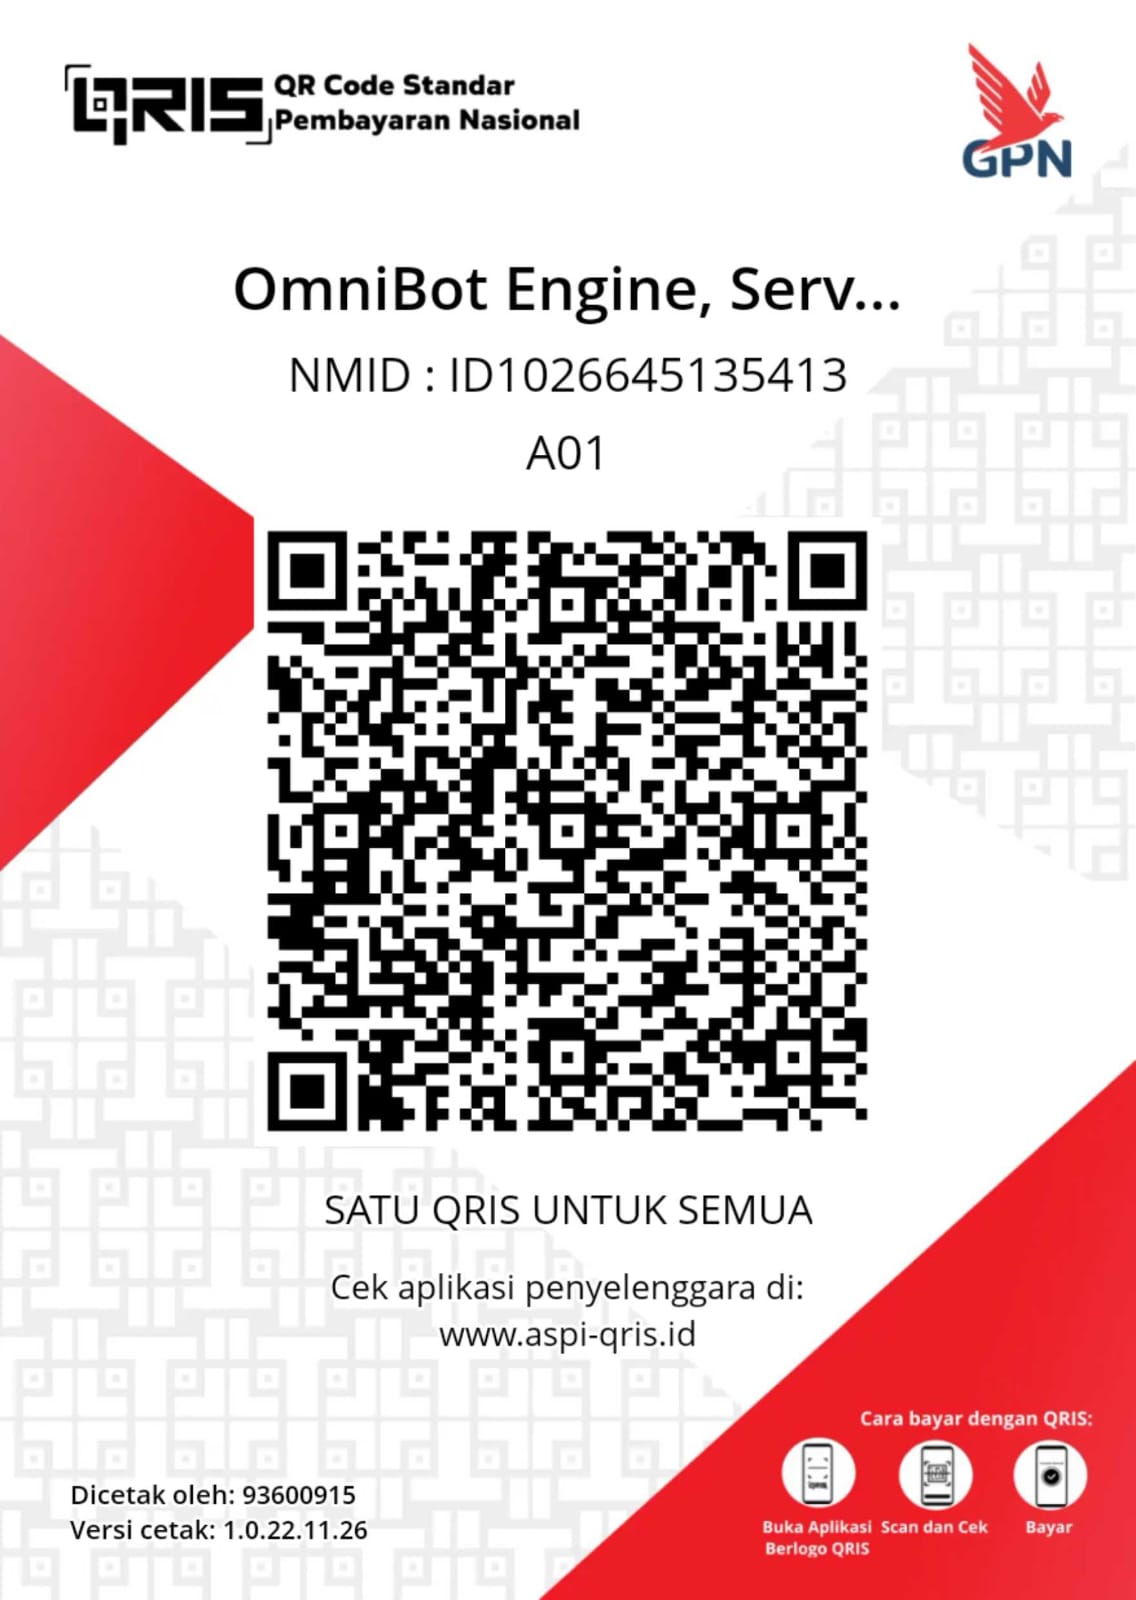 QRIS QR Code Standar
Pembayaran Nasional
GPN
OmniBot Engine, Serv...
NMID : ID1026645135413
A01
SATU QRIS UNTUK SEMUA
Cek aplikasi penyelenggara di:
www.aspi-qris.id
Cara bayar dengan QRIS:
Buka Aplikasi
Berlogo QRIS
Scan dan Cek
Bayar
Dicetak oleh: 93600915
Versi cetak: 1.0.22.11.26